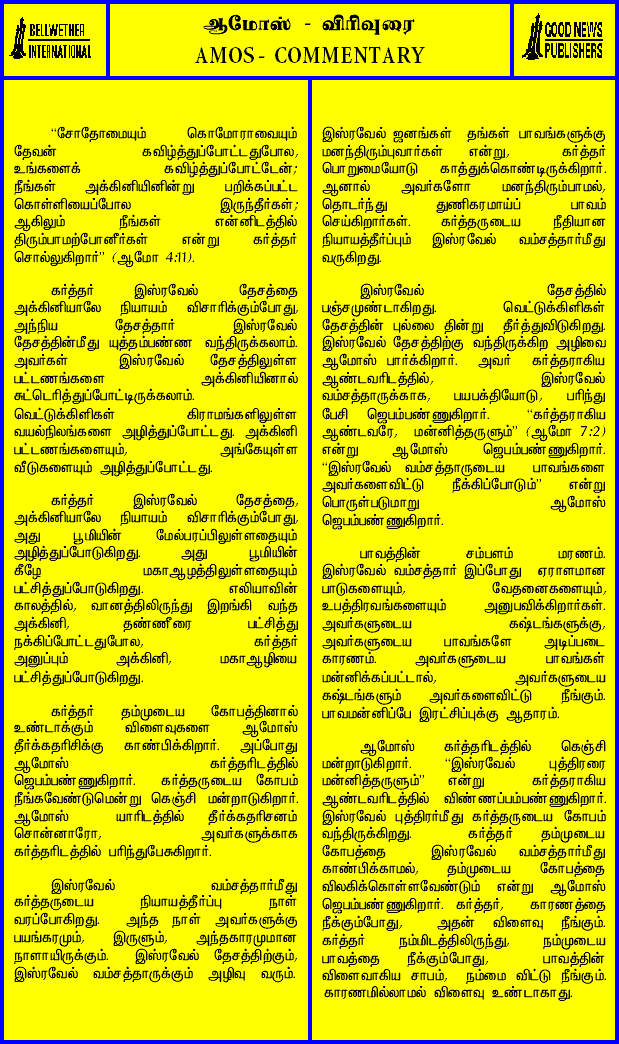 BELLWETHER
INTERNATIONAL
ஆமோஸ் - விரிவுரை
AMOS - COMMENTARY
GOOD NEWS
PUBLISHERS
“சோதோமையும் கொமோராவையும்
தேவன் கவிழ்த்துப்போட்டதுபோல,
உங்களைக் கவிழ்த்துப்போட்டேன்;
நீங்கள் அக்கினியினின்று பறிக்கப்பட்ட
கொள்ளியைப்போல இருந்தீர்கள்;
ஆகிலும் நீங்கள் என்னிடத்தில்
திரும்பாமற்போனீர்கள் என்று கர்த்தர்
சொல்லுகிறார்” (ஆமோ 4:11).
கர்த்தர் இஸ்ரவேல் தேசத்தை
அக்கினியாலே நியாயம் விசாரிக்கும்போது,
அந்நிய தேசத்தார் இஸ்ரவேல்
தேசத்தின்மீது யுத்தம்பண்ண வந்திருக்கலாம்.
அவர்கள் இஸ்ரவேல் தேசத்திலுள்ள
பட்டணங்களை அக்கினியினால்
சுட்டெரித்துப்போட்டிருக்கலாம்.
வெட்டுக்கிளிகள் கிராமங்களிலுள்ள
வயல்நிலங்களை அழித்துப்போட்டது. அக்கினி
பட்டணங்களையும், அங்கேயுள்ள
வீடுகளையும் அழித்துப்போட்டது.
கர்த்தர் இஸ்ரவேல் தேசத்தை,
அக்கினியாலே நியாயம் விசாரிக்கும்போது,
அது பூமியின் மேல்பரப்பிலுள்ளதையும்
அழித்துப்போடுகிறது. அது பூமியின்
கீழே மகாஆழத்திலுள்ளதையும்
பட்சித்துப்போடுகிறது. எலியாவின்
காலத்தில், வானத்திலிருந்து இறங்கி வந்த
அக்கினி, தண்ணீரை பட்சித்து
நக்கிப்போட்டதுபோல, கர்த்தர்
அனுப்பும் அக்கினி, மகாஆழியை
பட்சித்துப்போடுகிறது.
கர்த்தர் தம்முடைய கோபத்தினால்
உண்டாக்கும் விளைவுகளை ஆமோஸ்
தீர்க்கதரிசிக்கு காண்பிக்கிறார். அப்போது
ஆமோஸ் கர்த்தரிடத்தில்
ஜெபம்பண்ணுகிறார். கர்த்தருடைய கோபம்
நீங்கவேண்டுமென்று கெஞ்சி மன்றாடுகிறார்.
ஆமோஸ் யாரிடத்தில் தீர்க்கதரிசனம்
சொன்னாரோ, அவர்களுக்காக
கர்த்தரிடத்தில் பரிந்துபேசுகிறார்.
இஸ்ரவேல் வம்சத்தார்மீது
கர்த்தருடைய நியாயத்தீர்ப்பு நாள்
வரப்போகிறது. அந்த நாள் அவர்களுக்கு
பயங்கரமும், இருளும், அந்தகாரமுமான
நாளாயிருக்கும். இஸ்ரவேல் தேசத்திற்கும்,
இஸ்ரவேல் வம்சத்தாருக்கும் அழிவு வரும்.
இஸ்ரவேல் ஜனங்கள் தங்கள் பாவங்களுக்கு
மனந்திரும்புவார்கள் என்று, கர்த்தர்
பொறுமையோடு காத்துக்கொண்டிருக்கிறார்.
ஆனால் அவர்களோ மனந்திரும்பாமல்,
தொடர்ந்து துணிகரமாய்ப் பாவம்
செய்கிறார்கள். கர்த்தருடைய நீதியான
நியாயத்தீர்ப்பும் இஸ்ரவேல் வம்சத்தார்மீது
வருகிறது.
இஸ்ரவேல் தேசத்தில்
பஞ்சமுண்டாகிறது. வெட்டுக்கிளிகள்
தேசத்தின் புல்லை தின்று தீர்த்துவிடுகிறது.
இஸ்ரவேல் தேசத்திற்கு வந்திருக்கிற அழிவை
ஆமோஸ் பார்க்கிறார். அவர் கர்த்தராகிய
ஆண்டவரிடத்தில், இஸ்ரவேல்
வம்சத்தாருக்காக, பயபக்தியோடு, பரிந்து
பேசி ஜெபம்பண்ணுகிறார். “கர்த்தராகிய
ஆண்டவரே, மன்னித்தருளும்” (ஆமோ 7:2)
என்று ஆமோஸ் ஜெபம்பண்ணுகிறார்.
“இஸ்ரவேல் வம்சத்தாருடைய பாவங்களை
அவர்களைவிட்டு நீக்கிப்போடும்” என்று
பொருள்படுமாறு ஆமோஸ்
ஜெபம்பண்ணுகிறார்.
பாவத்தின் சம்பளம் மரணம்.
இஸ்ரவேல் வம்சத்தார் இப்போது ஏராளமான
பாடுகளையும், வேதனைகளையும்,
உபத்திரவங்களையும் அனுபவிக்கிறார்கள்.
அவர்களுடைய கஷ்டங்களுக்கு,
அவர்களுடைய பாவங்களே அடிப்படை
காரணம். அவர்களுடைய பாவங்கள்
மன்னிக்கப்பட்டால், அவர்களுடைய
கஷ்டங்களும் அவர்களைவிட்டு நீங்கும்.
பாவமன்னிப்பே இரட்சிப்புக்கு ஆதாரம்.
ஆமோஸ் கர்த்தரிடத்தில் கெஞ்சி
மன்றாடுகிறார். “இஸ்ரவேல் புத்திரரை
மன்னித்தருளும்” என்று கர்த்தராகிய
ஆண்டவரிடத்தில் விண்ணப்பம்பண்ணுகிறார்.
இஸ்ரவேல் புத்திரர்மீது கர்த்தருடைய கோபம்
வந்திருக்கிறது. கர்த்தர் தம்முடைய
கோபத்தை இஸ்ரவேல் வம்சத்தார்மீது
காண்பிக்காமல், தம்முடைய கோபத்தை
விலகிக்கொள்ளவேண்டும் என்று ஆமோஸ்
ஜெபம்பண்ணுகிறார். கர்த்தர், காரணத்தை
நீக்கும்போது, அதன் விளைவு நீங்கும்.
கர்த்தர் நம்மிடத்திலிருந்து, நம்முடைய
பாவத்தை நீக்கும்போது, பாவத்தின்
விளைவாகிய சாபம், நம்மை விட்டு நீங்கும்.
காரணமில்லாமல் விளைவு உண்டாகாது.